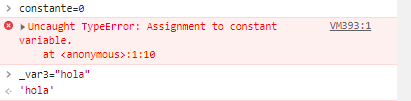 > constante=0
Uncaught TypeError: Assignment to constant VM393:1
variable.
at <anonymous>:1:10
> _var3="hola"
'hola'